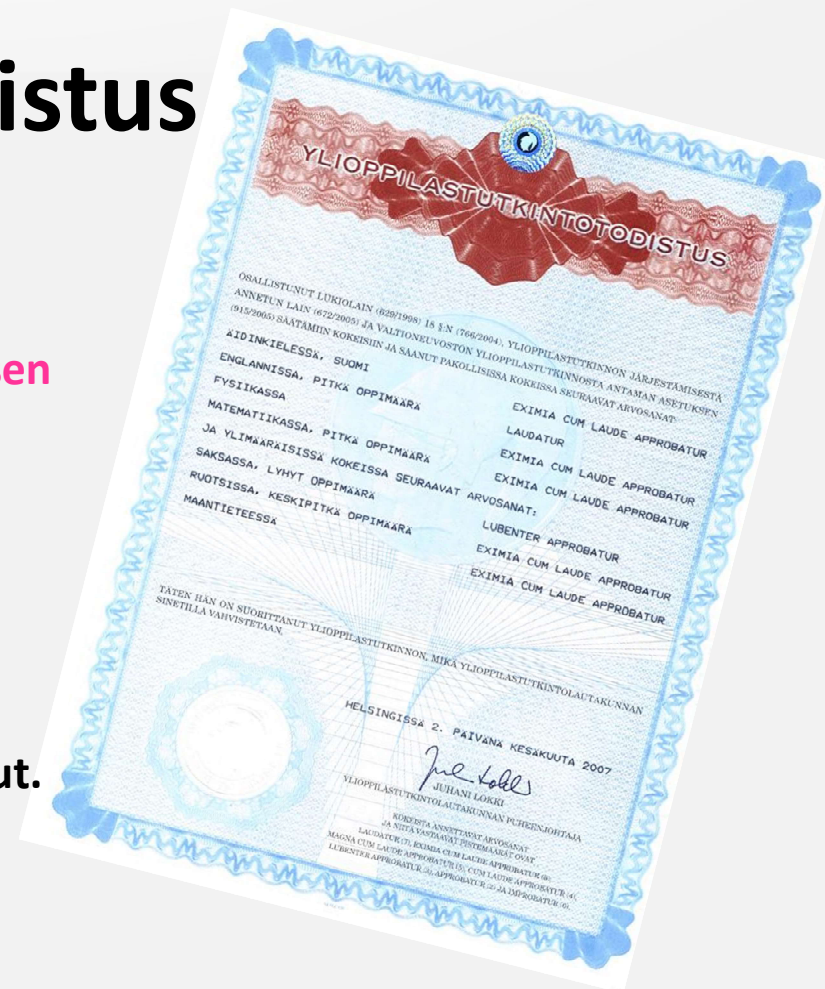 istus
sen
ut.
YLIOPPILASTUTKINTOTODISTUS
OSALLISTUNUT LUKIOLAIN (629/1998) 18 §:N (766/2004), YLIOPPILASTUTKINNON JÄRJESTÄMISESTÄ
ANNETUN LAIN (672/2005) JA VALTIONEUVOSTON YLIOPPILASTUTKINNOSTA ANTAMAN ASETUKSEN
(915/2005) SÄÄTÄMIIN KOKEISIIN JA SAANUT PAKOLLISISSA KOKEISSA SEURAAVAT ARVOSANAT:
ÄIDINKIELESSÄ, SUOMI EXIMIA CUM LAUDE APPROBATUR
ENGLANNISSA, PITKÄ OPPIMÄÄRÄ LAUDATUR
FYSIIKASSA EXIMIA CUM LAUDE APPROBATUR
MATEMATIIKASSA, PITKÄ OPPIMÄÄRÄ EXIMIA CUM LAUDE APPROBATUR
JA YLIMÄÄRÄISISSÄ KOKEISSA SEURAAVAT ARVOSANAT:
SAKSASSA, LYHYT OPPIMÄÄRÄ LUBENTER APPROBATUR
RUOTSISSA, KESKIPITKÄ OPPIMÄÄRÄ EXIMIA CUM LAUDE APPROBATUR
MAANTIETEESSÄ EXIMIA CUM LAUDE APPROBATUR
TÄTEN HÄN ON SUORITTANUT YLIOPPILASTUTKINNON, MIKÄ YLIOPPILASTUTKINTOLAUTAKUNNAN
SINETILLÄ VAHVISTETAAN.
HELSINGISSÄ 2. PÄIVÄNÄ KESÄKUUTA 2007
JUHANI LOKKI
YLIOPPILASTUTKINTOLAUTAKUNNAN PUHEENJOHTAJA
KOKEISTA ANNETTAVAT ARVOSANAT
JA NIITÄ VASTAAVAT PISTEMÄÄRÄT OVAT
LAUDATUR (7), EXIMIA CUM LAUDE APPROBATUR (6),
MAGNA CUM LAUDE APPROBATUR (5), CUM LAUDE APPROBATUR (4),
LUBENTER APPROBATUR (3), APPROBATUR (2) JA IMPROBATUR (0).